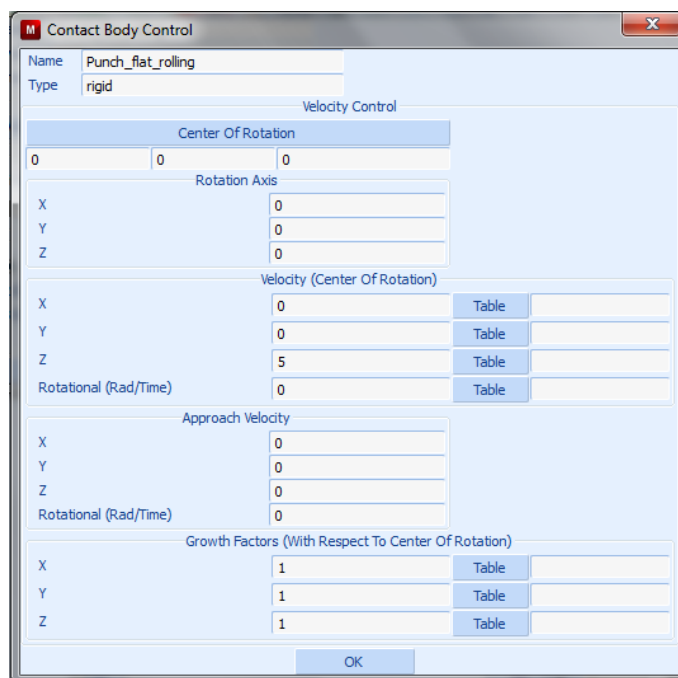 M Contact Body Control X
Name Punch_flat_rolling
Type rigid
Velocity Control
Center Of Rotation
0 0 0
Rotation Axis
X 0
Y 0
Z 0
Velocity (Center Of Rotation)
X 0 Table
Y 0 Table
Z 5 Table
Rotational (Rad/Time) 0 Table
Approach Velocity
X 0
Y 0
Z 0
Rotational (Rad/Time) 0
Growth Factors (With Respect To Center Of Rotation)
X 1 Table
Y 1 Table
Z 1 Table
OK